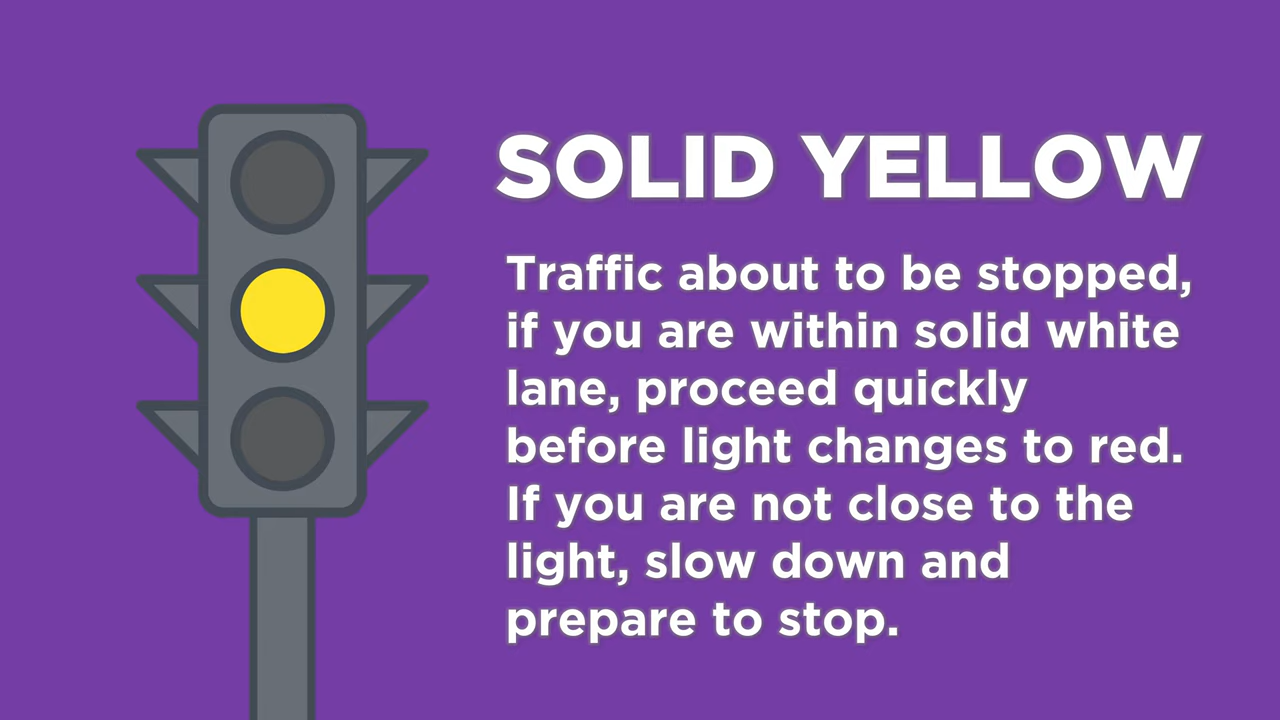 SOLID YELLOW
Traffic about to be stopped,
if you are within solid white
lane, proceed quickly
before light changes to red.
If you are not close to the
light, slow down and
prepare to stop.